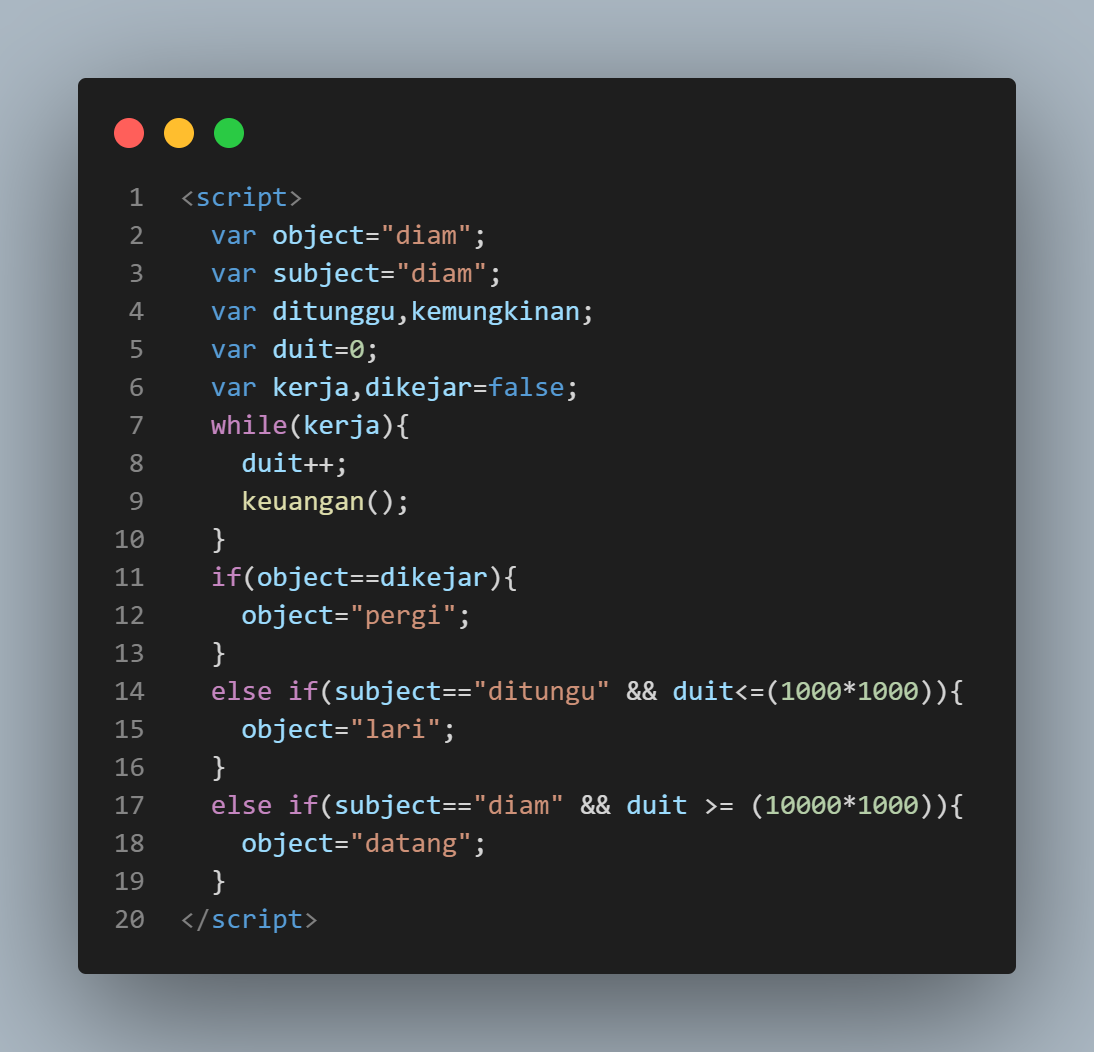 1 <script>
2 var object="diam";
3 var subject="diam";
4 var ditunggu,kemungkinan;
5 var duit=0;
6 var kerja,dikejar=false;
7 while(kerja){
8 duit++;
9 keuangan();
10 }
11 if(object==dikejar){
12 object="pergi";
13 }
14 else if(subject=="ditungu" && duit<=(1000*1000)){
15 object="lari";
16 }
17 else if(subject=="diam" && duit >= (10000*1000)){
18 object="datang";
19 }
20 </script>